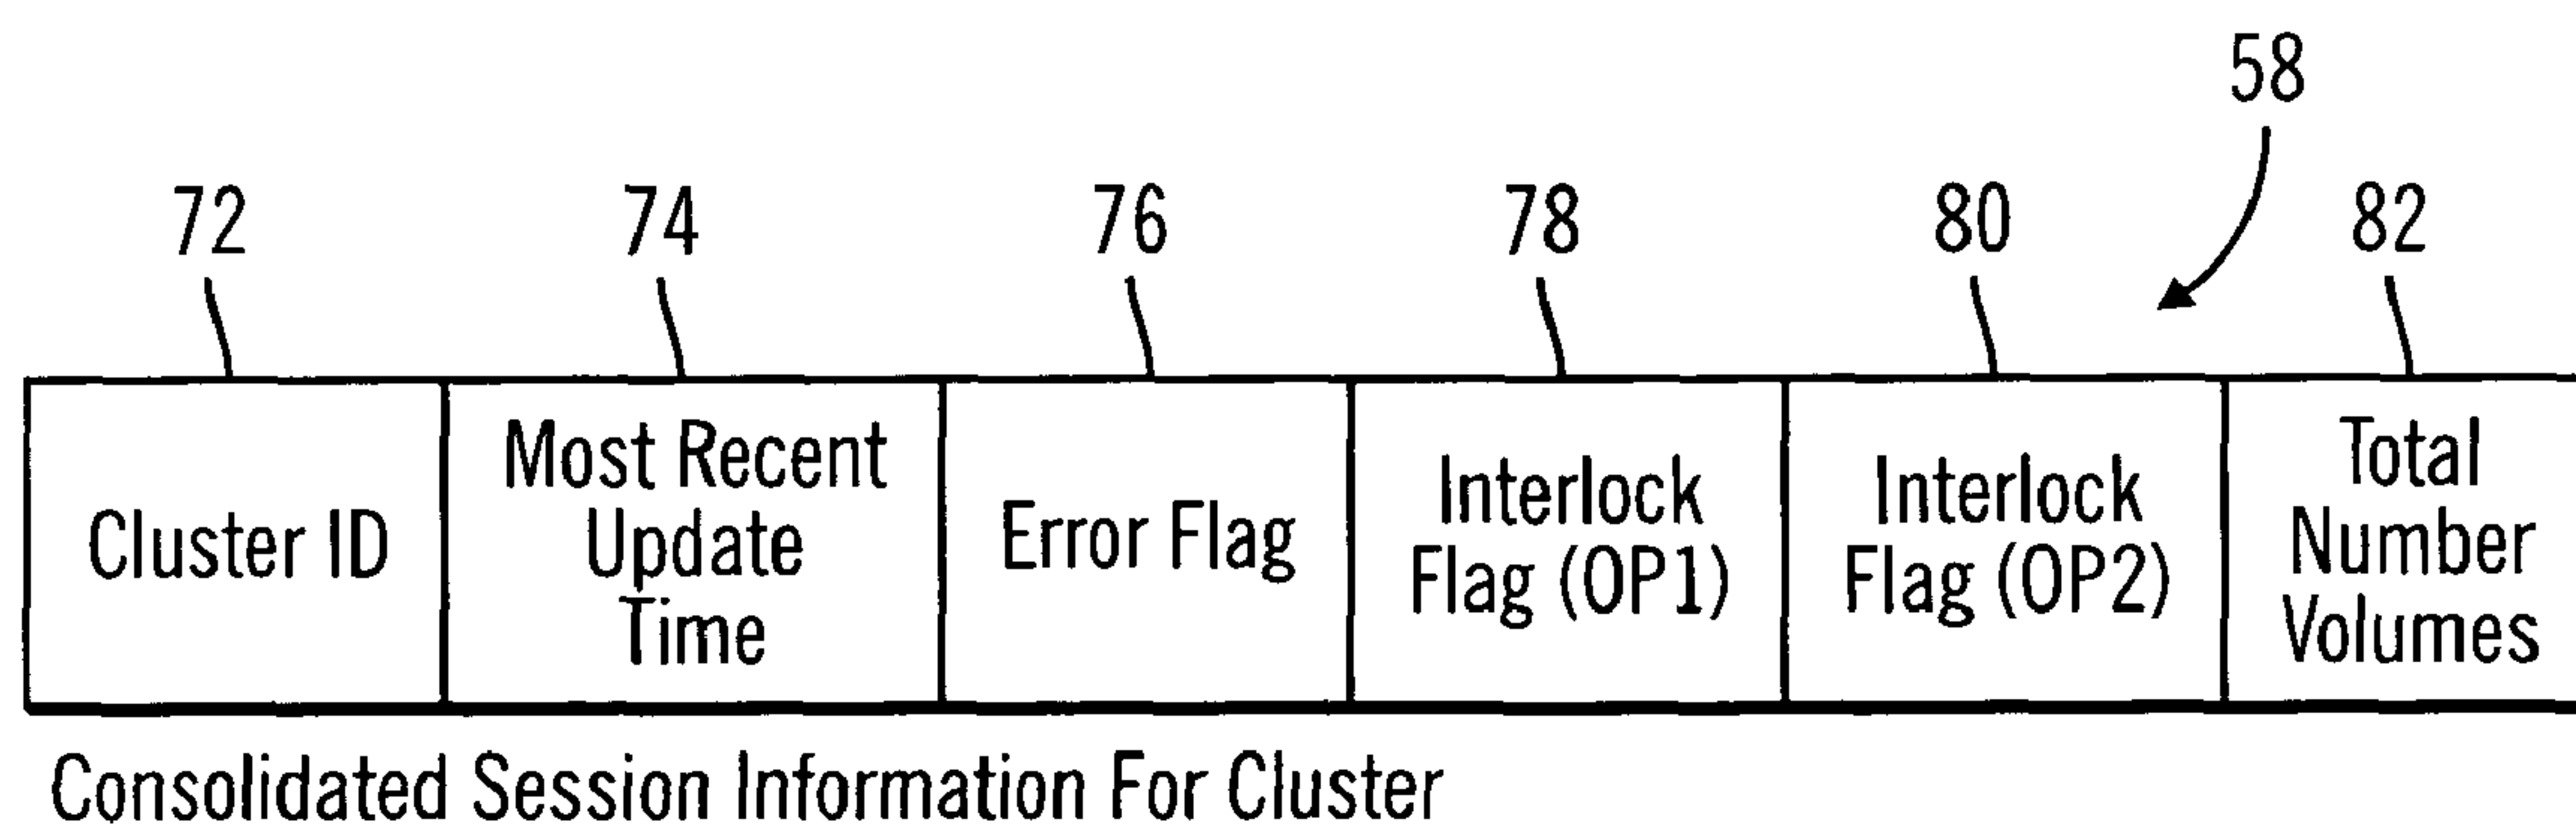 58
72 74 76 78 80 82
Cluster ID
Most Recent
Update
Time
Error Flag
Interlock
Flag (OP1)
Interlock
Flag (OP2)
Total
Number
Volumes
Consolidated Session Information For Cluster